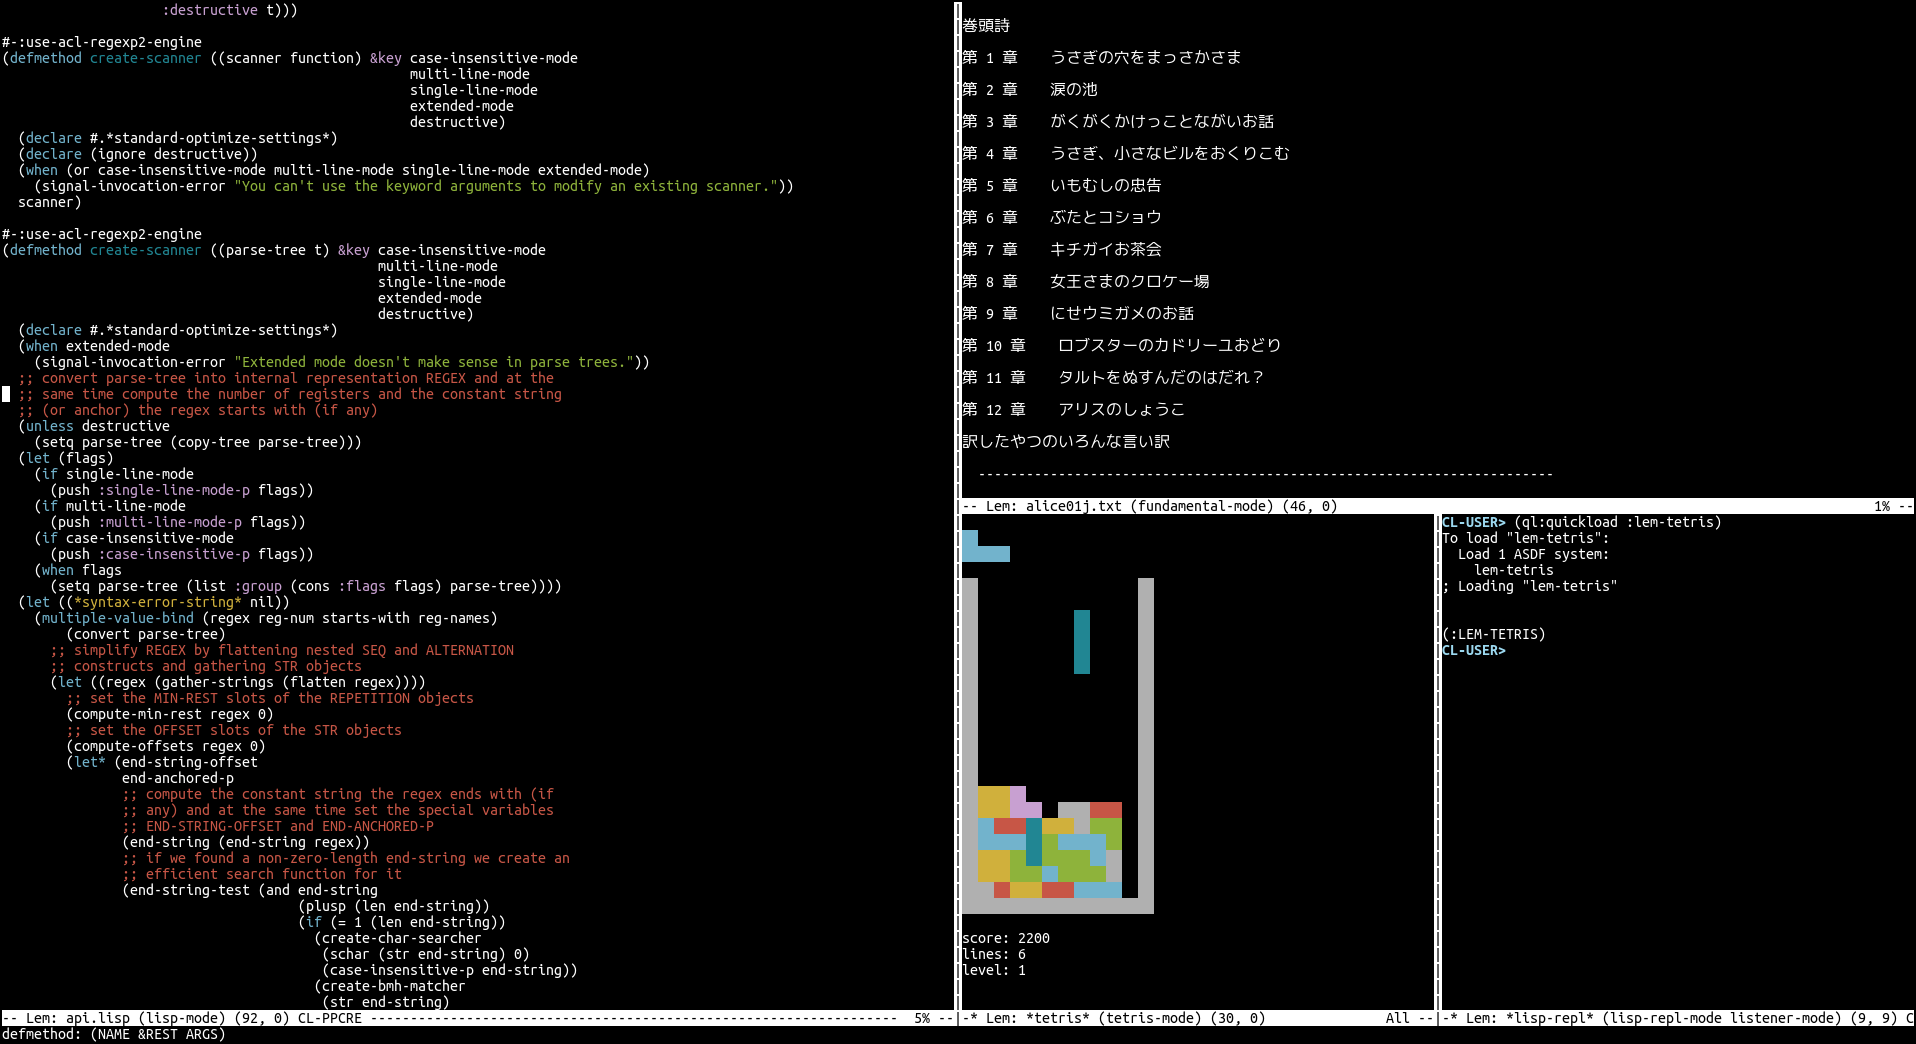 :destructive t)))

#-:use-acl-regexp2-engine
(defmethod create-scanner ((scanner function) &key case-insensitive-mode
                                                   multi-line-mode
                                                   single-line-mode
                                                   extended-mode
                                                   destructive)
  (declare #.*standard-optimize-settings*)
  (declare (ignore destructive))
  (when (or case-insensitive-mode multi-line-mode single-line-mode extended-mode)
    (signal-invocation-error "You can't use the keyword arguments to modify an existing scanner."))
  scanner)

#-:use-acl-regexp2-engine
(defmethod create-scanner ((parse-tree t) &key case-insensitive-mode
                                               multi-line-mode
                                               single-line-mode
                                               extended-mode
                                               destructive)
  (declare #.*standard-optimize-settings*)
  (when extended-mode
    (signal-invocation-error "Extended mode doesn't make sense in parse trees."))
  ;; convert parse-tree into internal representation REGEX and at the
  ;; same time compute the number of registers and the constant string
  ;; (or anchor) the regex starts with (if any)
  (unless destructive
    (setq parse-tree (copy-tree parse-tree)))
  (let (flags)
    (if single-line-mode
      (push :single-line-mode-p flags))
    (if multi-line-mode
      (push :multi-line-mode-p flags))
    (if case-insensitive-mode
      (push :case-insensitive-p flags))
    (when flags
      (setq parse-tree (list :group (cons :flags flags) parse-tree))))
  (let ((*syntax-error-string* nil))
    (multiple-value-bind (regex reg-num starts-with reg-names)
        (convert parse-tree)
      ;; simplify REGEX by flattening nested SEQ and ALTERNATION
      ;; constructs and gathering STR objects
      (let ((regex (gather-strings (flatten regex))))
        ;; set the MIN-REST slots of the REPETITION objects
        (compute-min-rest regex 0)
        ;; set the OFFSET slots of the STR objects
        (compute-offsets regex 0)
        (let* (end-string-offset
               end-anchored-p
               ;; compute the constant string the regex ends with (if
               ;; any) and at the same time set the special variables
               ;; END-STRING-OFFSET and END-ANCHORED-P
               (end-string (end-string regex))
               ;; if we found a non-zero-length end-string we create an
               ;; efficient search function for it
               (end-string-test (and end-string
                                     (plusp (len end-string))
                                     (if (= 1 (len end-string))
                                       (create-char-searcher
                                        (schar (str end-string) 0)
                                        (case-insensitive-p end-string))
                                       (create-bmh-matcher
                                        (str end-string)
-- Lem: api.lisp (lisp-mode) (92, 0) CL-PPCRE ------------------------------------------------------------------  5% --
defmethod: (NAME &REST ARGS)
巻頭詩
第 1 章    うさぎの穴をまっさかさま
第 2 章    涙の池
第 3 章    がくがくかけっことながいお話
第 4 章    うさぎ、小さなビルをおくりこむ
第 5 章    いもむしの忠告
第 6 章    ぶたとコショウ
第 7 章    キチガイお茶会
第 8 章    女王さまのクロケー場
第 9 章    にせウミガメのお話
第 10 章    ロブスターのカドリーユおどり
第 11 章    タルトをぬすんだのはだれ？
第 12 章    アリスのしょうこ
訳したやつのいろんな言い訳
  ------------------------------------------------------------------------
-- Lem: alice01j.txt (fundamental-mode) (46, 0)  1% --
score: 2200
lines: 6
level: 1
-* Lem: *tetris* (tetris-mode) (30, 0)  All --
CL-USER> (ql:quickload :lem-tetris)
To load "lem-tetris":
  Load 1 ASDF system:
    lem-tetris
; Loading "lem-tetris"

(:LEM-TETRIS)
CL-USER>
-* Lem: *lisp-repl* (lisp-repl-mode listener-mode) (9, 9) C